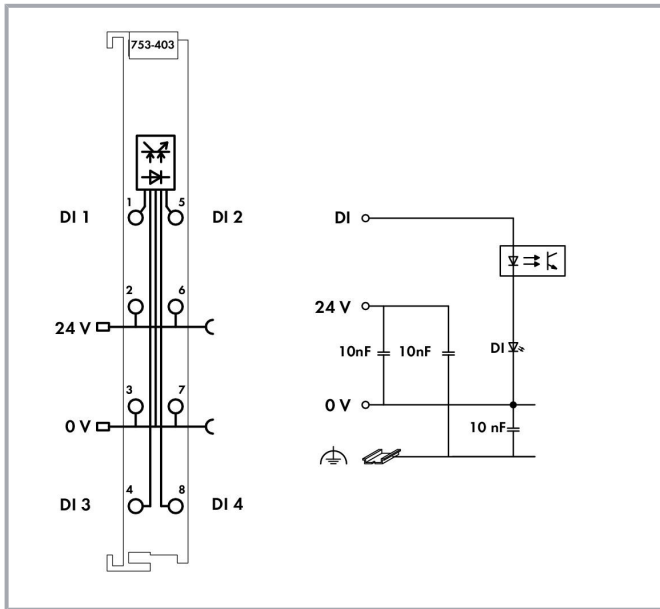 753-403
1 5
DI 1 DI 2
2 6
24 V
3 7
0 V
4 8
DI 3 DI 4
DI
24 V
10nF 10nF
DI
0 V
10 nF